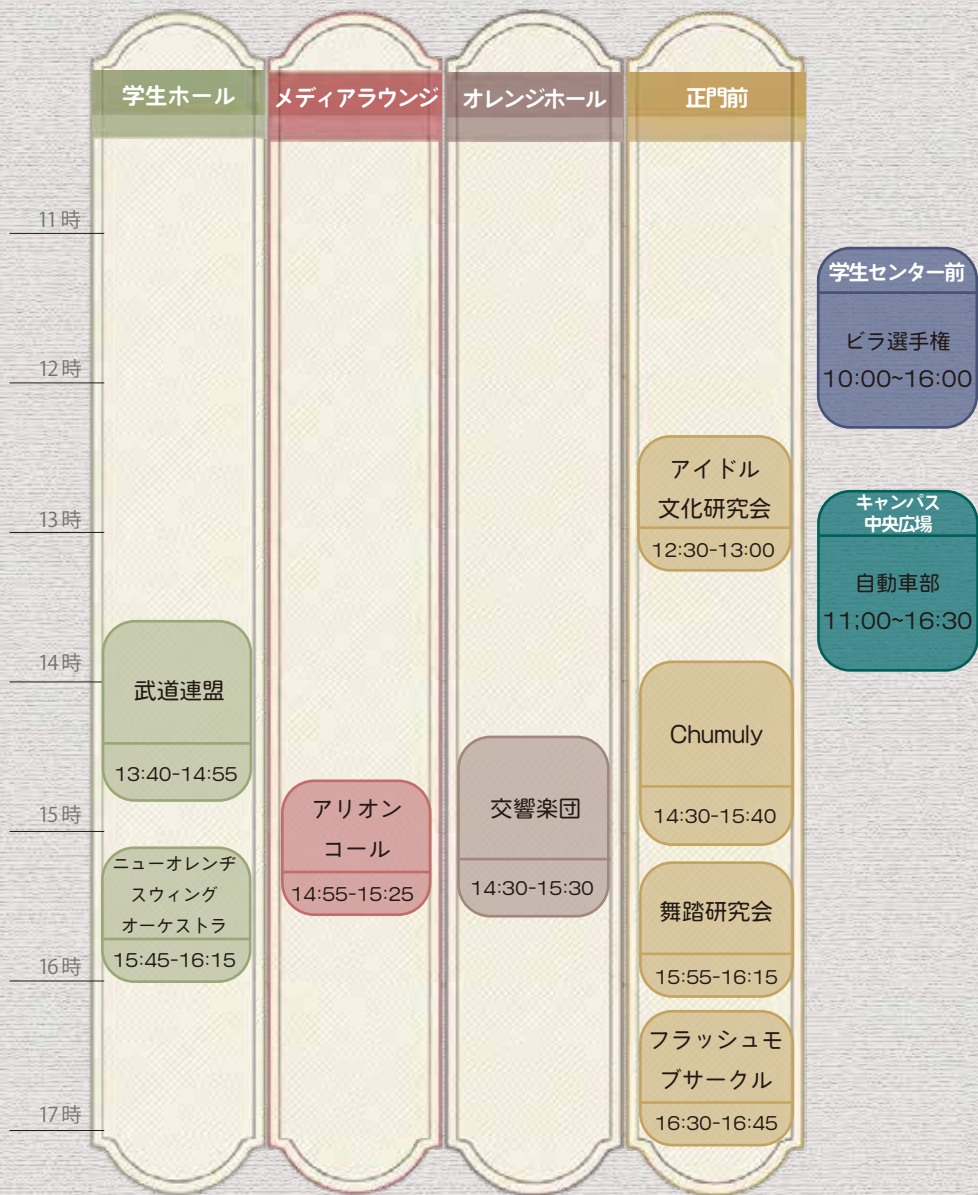 学生ホール
メディアラウンジ
オレンジホール
正門前
11時
12時
13時
14時
15時
16時
17時
武道連盟
13:40-14:55
ニューオレンヂ
スウィング
オーケストラ
15:45-16:15
アリオン
コール
14:55-15:25
交響楽団
14:30-15:30
アイドル
文化研究会
12:30-13:00
Chumuly
14:30-15:40
舞踏研究会
15:55-16:15
フラッシュモ
ブサークル
16:30-16:45
学生センター前
ビラ選手権
10:00~16:00
キャンパス
中央広場
自動車部
11;00~16:30